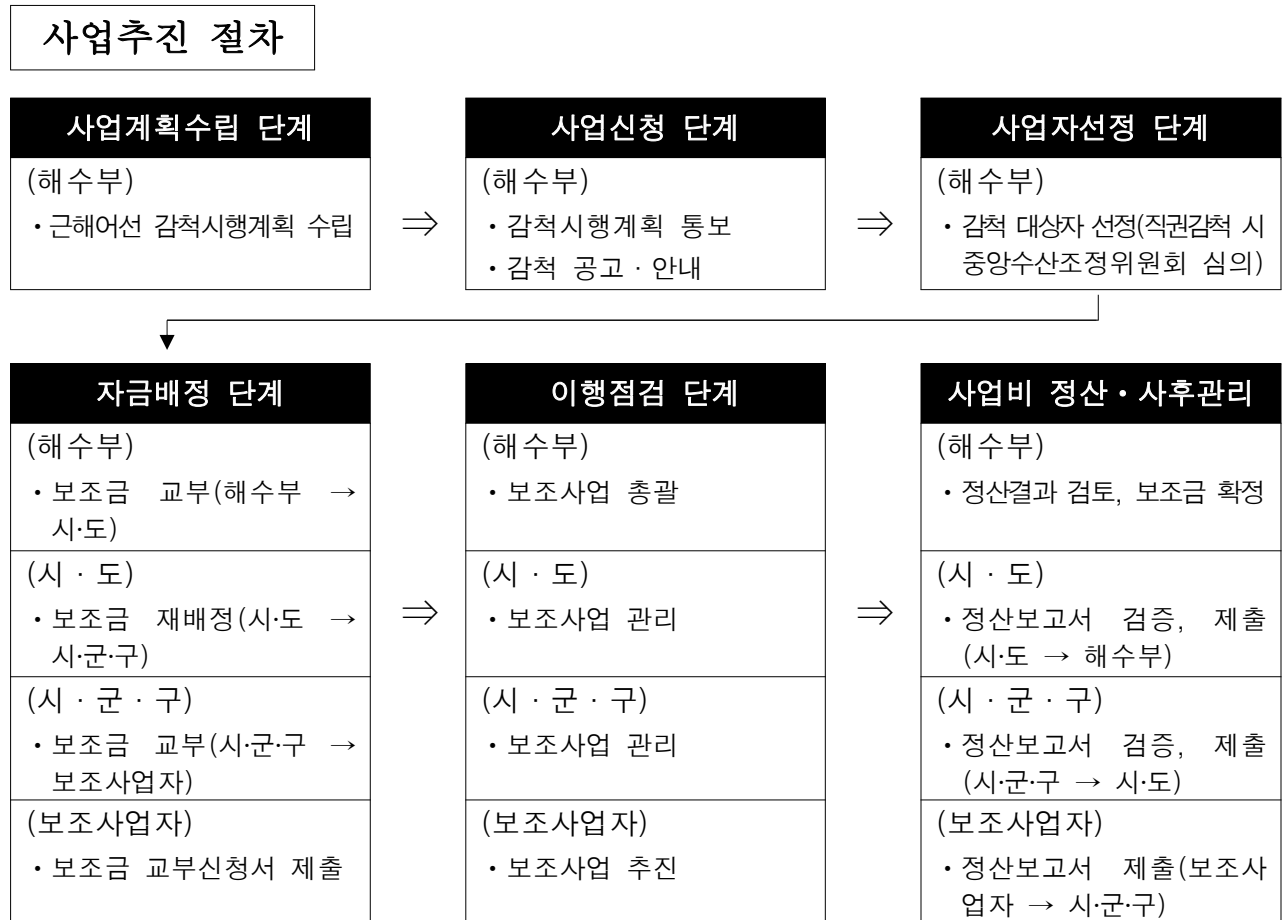 사업추진 절차
사업계획수립 단계
(해수부)
・근해어선 감척시행계획 수립
⇒
사업신청 단계
(해수부)
・감척시행계획 통보
・감척 공고 · 안내
⇒
사업자선정 단계
(해수부)
・감척 대상자 선정(직권감척 시
중앙수산조정위원회 심의)
자금배정 단계
(해수부)
・보조금 교부(해수부 →
시·도)
(시 · 도)
・보조금 재배정(시·도 →
시·군·구)
(시 · 군 · 구)
・보조금 교부(시·군·구 →
보조사업자)
(보조사업자)
・보조금 교부신청서 제출
⇒
이행점검 단계
(해수부)
・보조사업 총괄
(시 · 도)
・보조사업 관리
(시 · 군 · 구)
・보조사업 관리
(보조사업자)
・보조사업 추진
⇒
사업비 정산・사후관리
(해수부)
・정산결과 검토, 보조금 확정
(시 · 도)
・정산보고서 검증, 제출
(시·도 → 해수부)
(시 · 군 · 구)
・정산보고서 검증, 제출
(시·군·구 → 시·도)
(보조사업자)
・정산보고서 제출(보조사
업자 → 시·군·구)